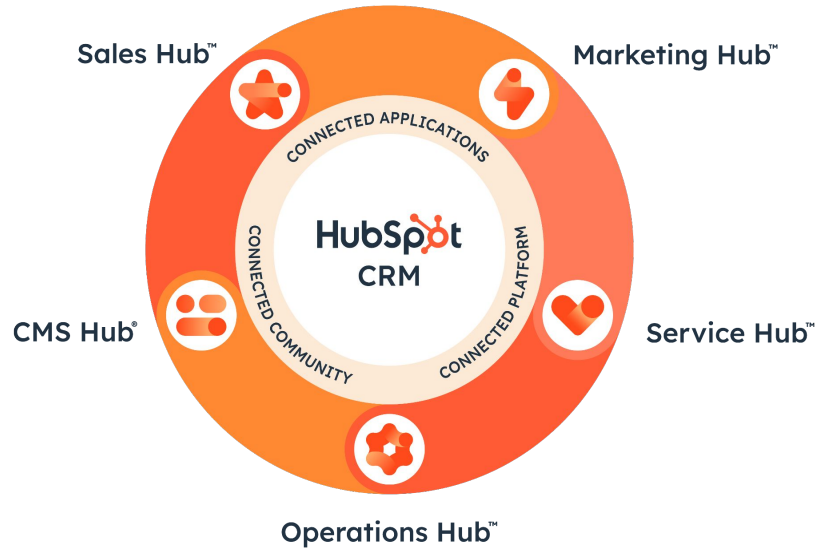 Sales Hub™
Marketing Hub™
CONNECTED APPLICATIONS
HubSpot
CRM
CONNECTED COMMUNITY
CONNECTED PLATFORM
CMS Hub®
Service Hub™
Operations Hub™